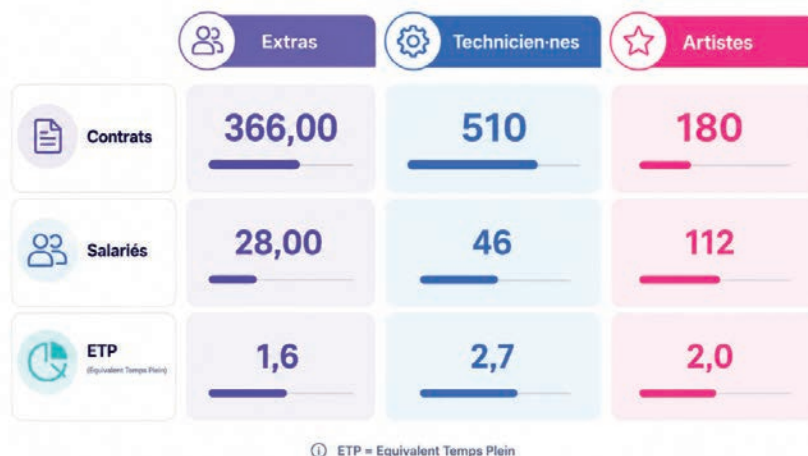 Extras Technicien·nes Artistes
Contrats 366,00 510 180
Salariés 28,00 46 112
ETP 1,6 2,7 2,0
(Equivalent Temps Plein)
ETP = Equivalent Temps Plein